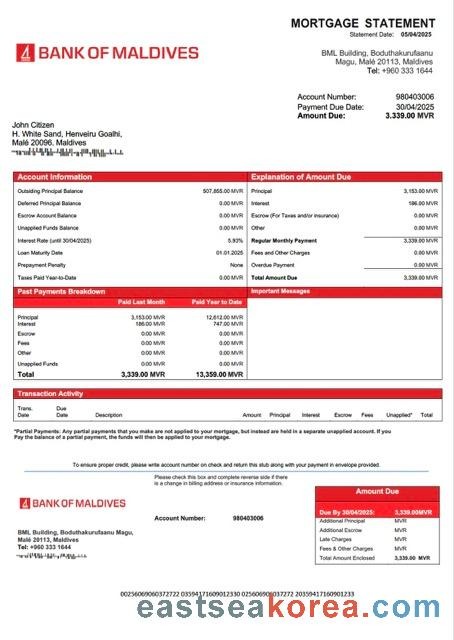 MORTGAGE STATEMENT
Statement Date: 05/04/2025
BANK OF MALDIVES
BML Building, Boduthakurufaanu
Magu, Malé 20113, Maldives
Tel: +960 333 1644
Account Number: 980403006
Payment Due Date: 30/04/2025
Amount Due: 3,339.00 MVR
John Citizen
H. White Sand, Henveiru Goalhi,
Malé 20096, Maldives
Account Information
Outsiding Principal Balance 507,855.00 MVR
Deferred Principal Balance 0.00 MVR
Escrow Account Balance 0.00 MVR
Unapplied Funds Balance 0.00 MVR
Interest Rate (until 30/04/2025) 5.93%
Loan Maturity Date 01.01.2025
Prepayment Penalty None
Taxes Paid Year-to-Date 0.00 MVR
Explanation of Amount Due
Principal 3,153.00 MVR
Interest 186.00 MVR
Escrow (For Taxes and/or insurance) 0.00 MVR
Other 0.00 MVR
Regular Monthly Payment 3,339.00 MVR
Fees and Other Charges 0.00 MVR
Overdue Payment 0.00 MVR
Total Amount Due 3,339.00 MVR
Past Payments Breakdown
Paid Last Month Paid Year to Date
Principal 3,153.00 MVR 12,612.00 MVR
Interest 186.00 MVR 747.00 MVR
Escrow 0.00 MVR 0.00 MVR
Fees 0.00 MVR 0.00 MVR
Other 0.00 MVR 0.00 MVR
Unapplied Funds 0.00 MVR 0.00 MVR
Total 3,339.00 MVR 13,359.00 MVR
Important Messages
Transaction Activity
Trans. Date Due Date Description Amount Principal Interest Escrow Fees Unapplied* Total
*Partial Payments: Any partial payments that you make are not applied to your mortgage, but instead are held in a separate unapplied account. If you
Pay the balance of a partial payment, the funds will then be applied to your mortgage.
To ensure proper credit, please write account number on check and return this stub along with your payment in envelope provided.
Please check this box and complete reverse side if there
is a change in billing address or insurance information.
BANK OF MALDIVES
Account Number: 980403006
BML Building, Boduthakurufaanu Magu,
Malé 20113, Maldives
Tel: +960 333 1644
Amount Due
Due By 30/04/2025: 3,339.00MVR
Additional Principal MVR
Additional Escrow MVR
Late Charges MVR
Fees & Other Charges MVR
Total Amount Enclosed 3,339.00 MVR
eastseakorea.com